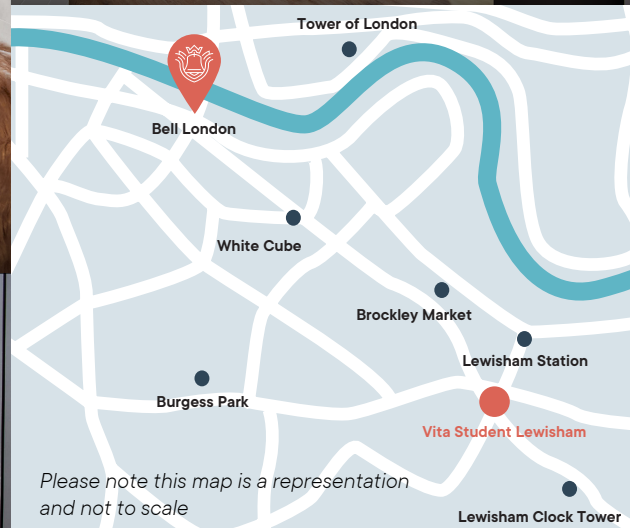 Tower of London
Bell London
White Cube
Brockley Market
Lewisham Station
Burgess Park
Vita Student Lewisham
Please note this map is a representation
and not to scale
Lewisham Clock Tower